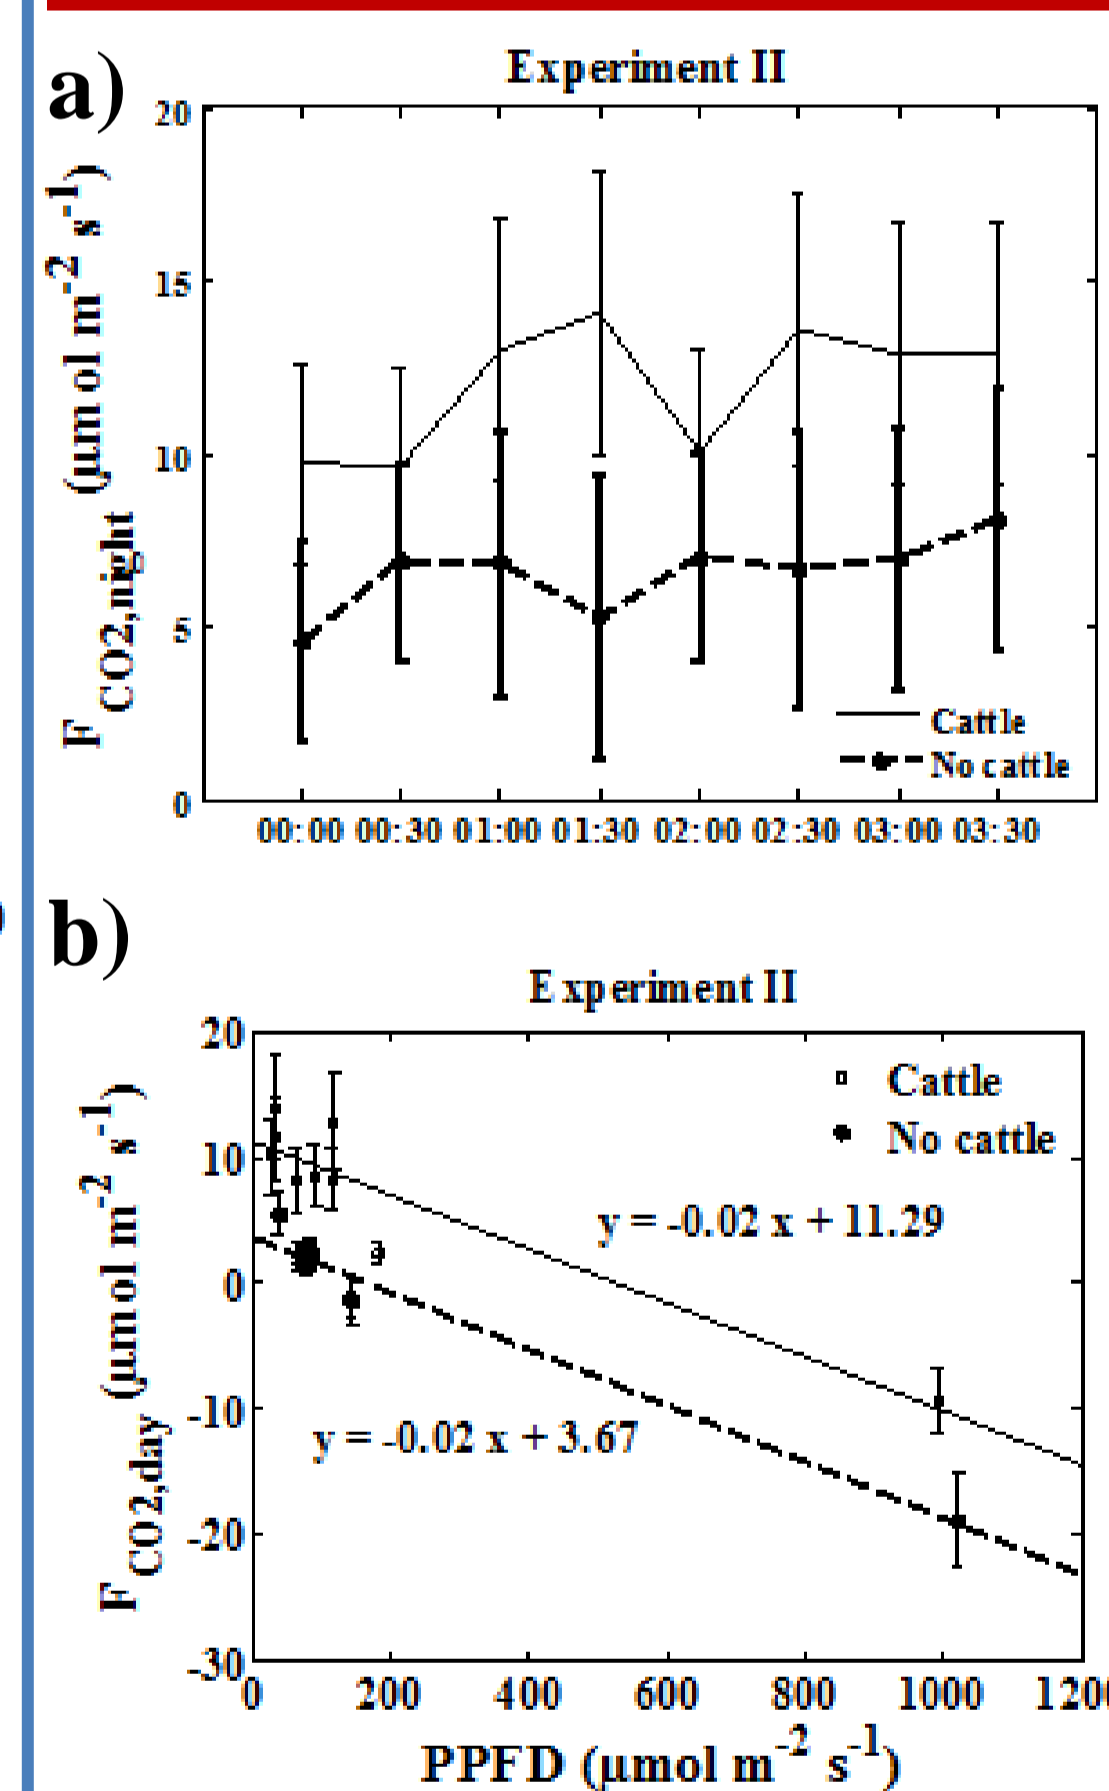 a)
Experiment II
20
15
10
5
0
F CO2,night (μmol m-2 s-1)
Cattle
No cattle
00:00 00:30 01:00 01:30 02:00 02:30 03:00 03:30
b)
Experiment II
20
10
0
-10
-20
-30
F CO2,day (μmol m-2 s-1)
Cattle
No cattle
y = -0.02 x + 11.29
y = -0.02 x + 3.67
0 200 400 600 800 1000 120
PPFD (μmol m-2 s-1)